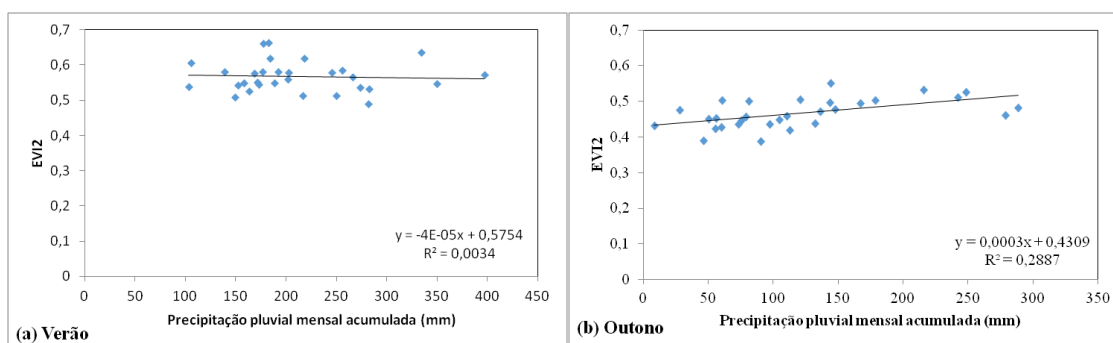 0,7
0,6
0,5
0,4
0,3
0,2
0,1
0
EVI2
y = -4E-05x + 0,5754
R² = 0,0034
0 50 100 150 200 250 300 350 400 450
Precipitação pluvial mensal acumulada (mm)
(a) Verão
0,7
0,6
0,5
0,4
0,3
0,2
0,1
0
EVI2
y = 0,0003x + 0,4309
R² = 0,2887
0 50 100 150 200 250 300 350
Precipitação pluvial mensal acumulada (mm)
(b) Outono